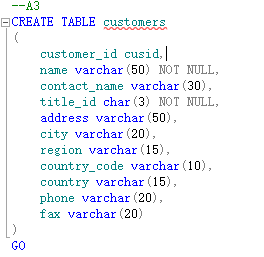 --A3
CREATE TABLE customers
(
customer_id cusid,
name varchar(50) NOT NULL,
contact_name varchar(30),
title_id char(3) NOT NULL,
address varchar(50),
city varchar(20),
region varchar(15),
country_code varchar(10),
country varchar(15),
phone varchar(20),
fax varchar(20)
)
GO